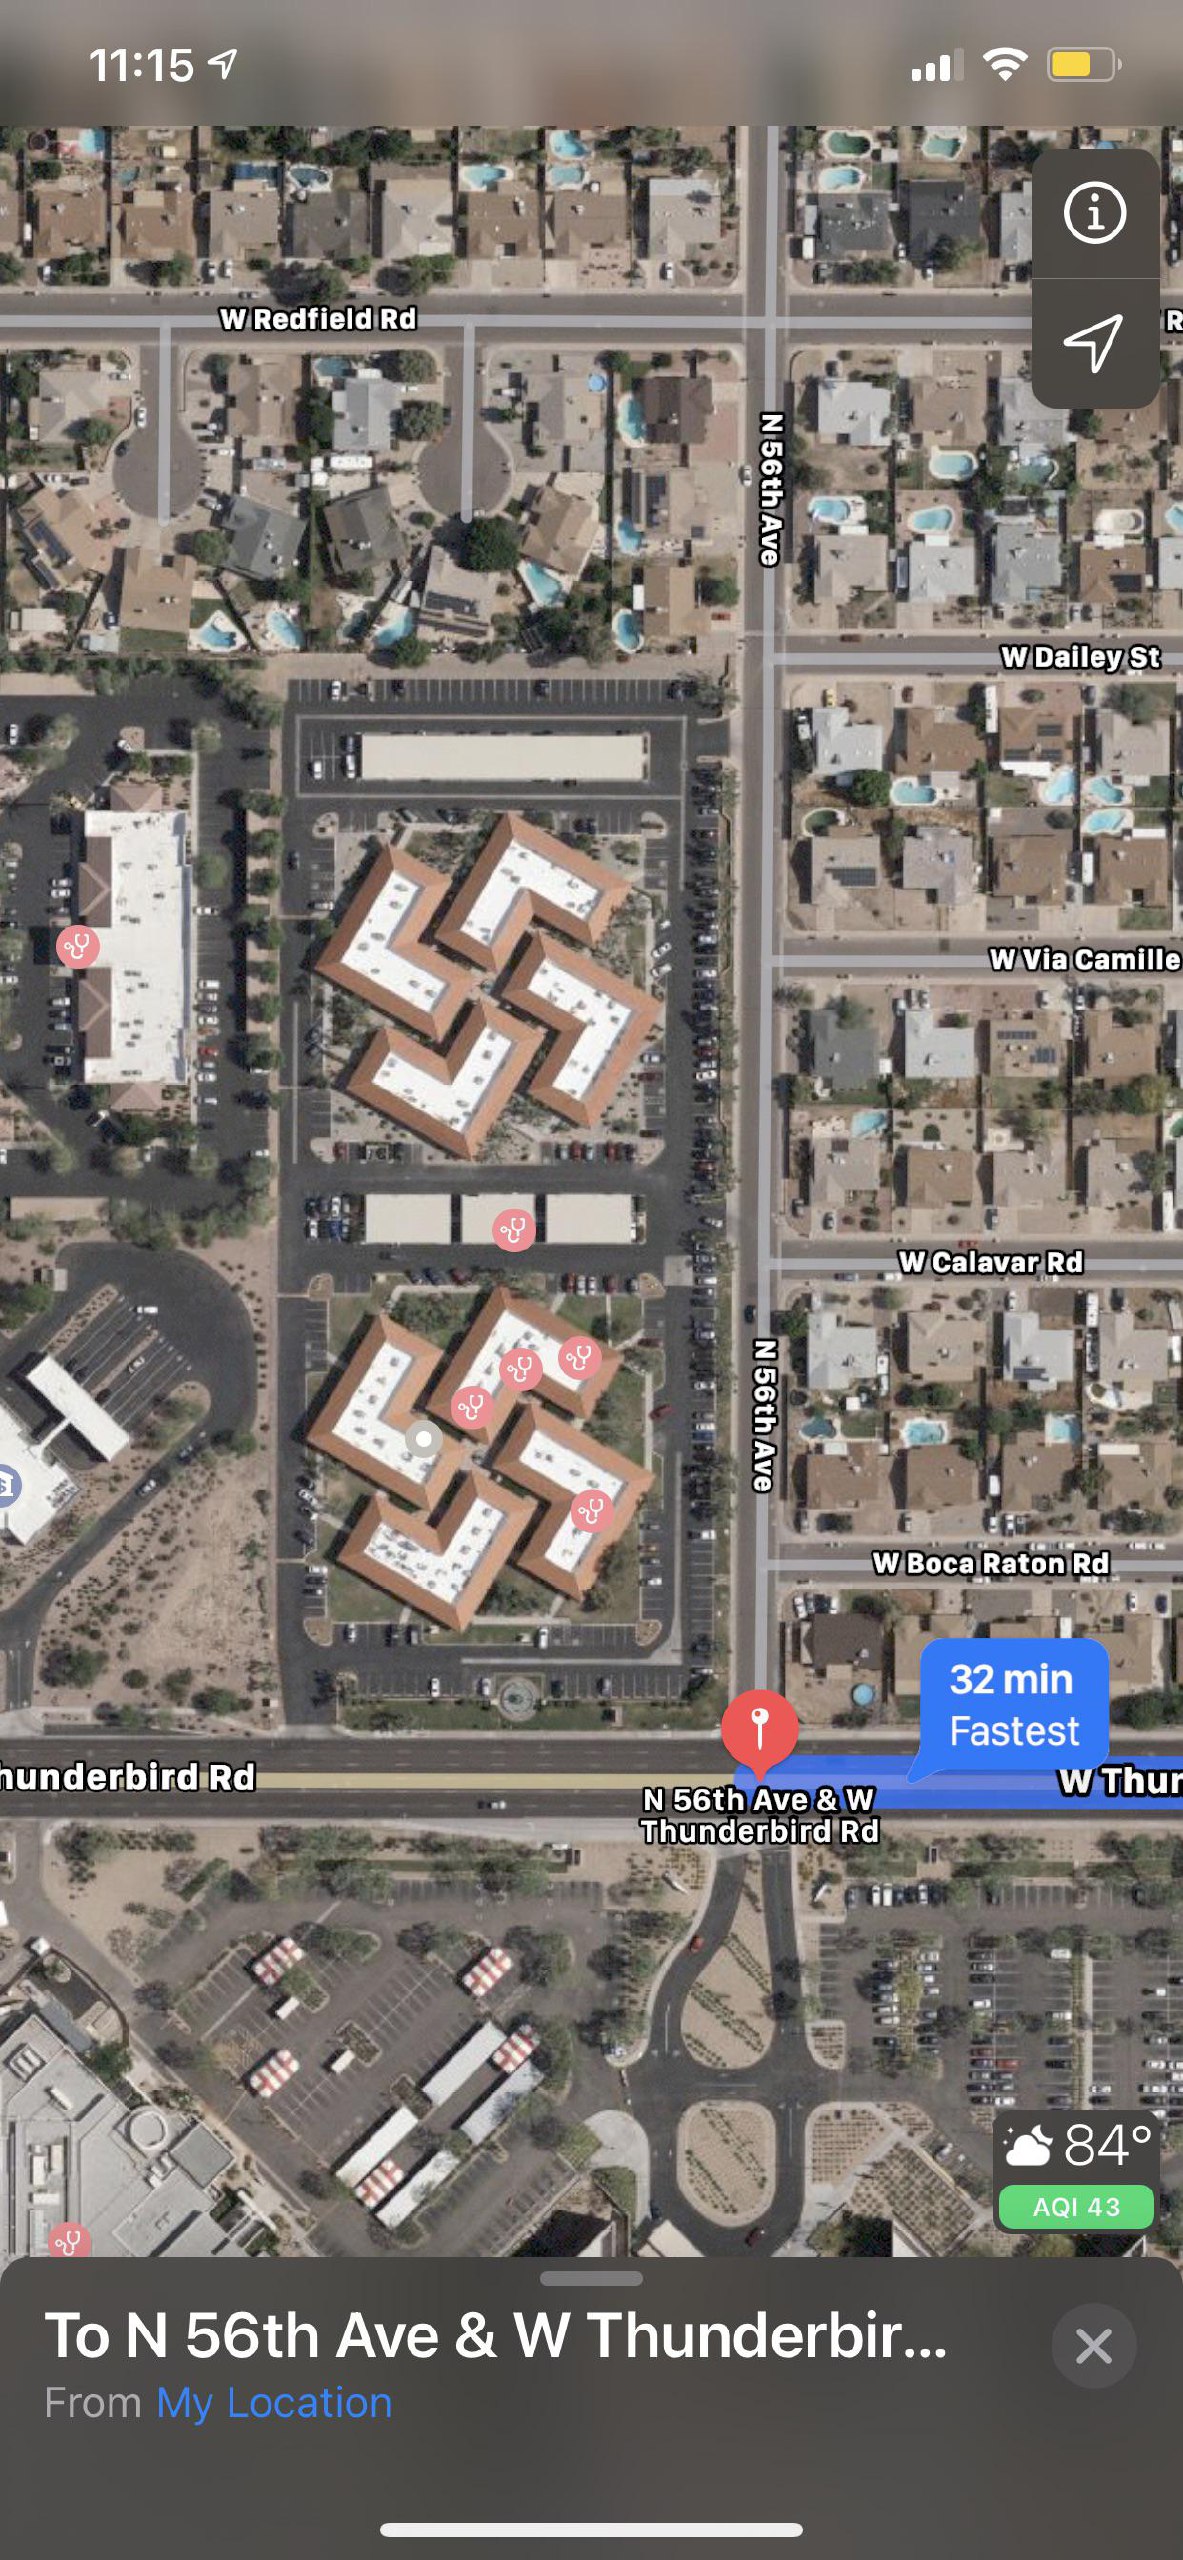 11:15
W Redfield Rd
R
N 56th Ave
W Dailey St
W Via Camille
W Calavar Rd
N 56th Ave
W Boca Raton Rd
32 min
Fastest
hunderbird Rd
W Thur
N 56th Ave & W
Thunderbird Rd
84°
AQI 43
To N 56th Ave & W Thunderbir...
From My Location